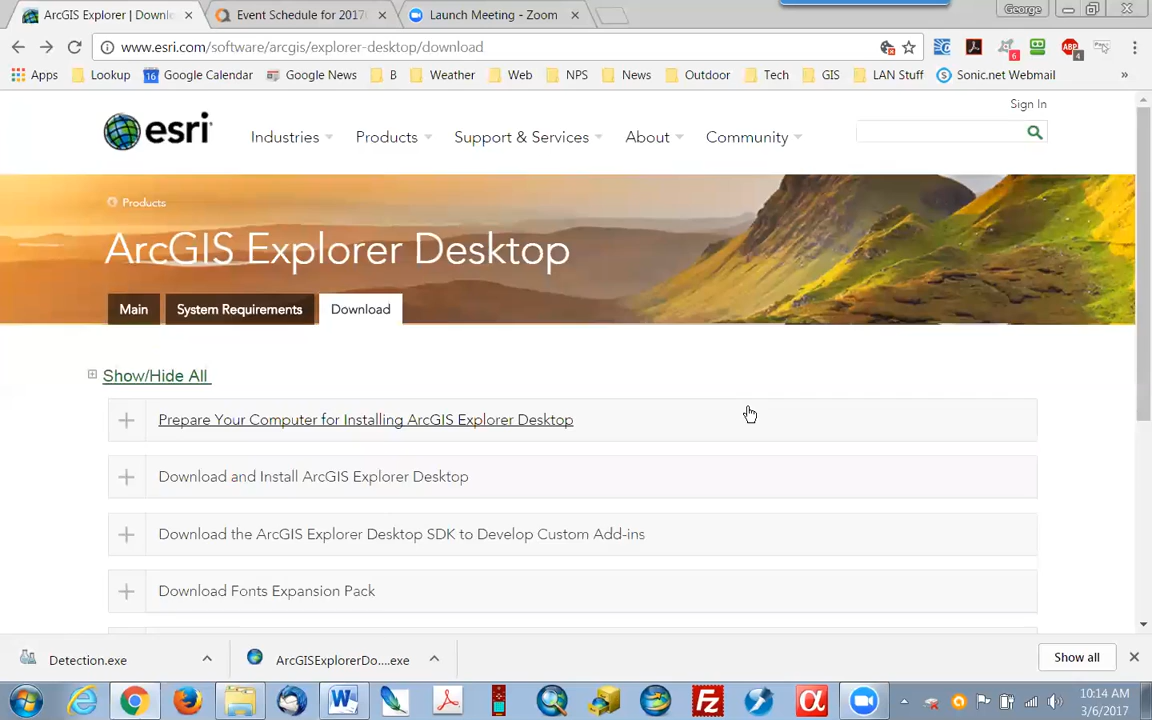 ArcGIS Explorer | Downl
Event Schedule for 2017
Launch Meeting - Zoom
George
www.esri.com/software/arcgis/explorer-desktop/download
6
ABP
4
Apps
Lookup
16
Google Calendar
Google News
B
Weather
Web
NPS
News
Outdoor
Tech
GIS
LAN Stuff
Sonic.net Webmail
»
Sign In
esri
Industries
Products
Support & Services
About
Community
Products
ArcGIS Explorer Desktop
Main
System Requirements
Download
Show/Hide All
Prepare Your Computer for Installing ArcGIS Explorer Desktop
Download and Install ArcGIS Explorer Desktop
Download the ArcGIS Explorer Desktop SDK to Develop Custom Add-ins
Download Fonts Expansion Pack
Detection.exe
ArcGISExplorerDo....exe
Show all
10:14 AM
3/6/2017